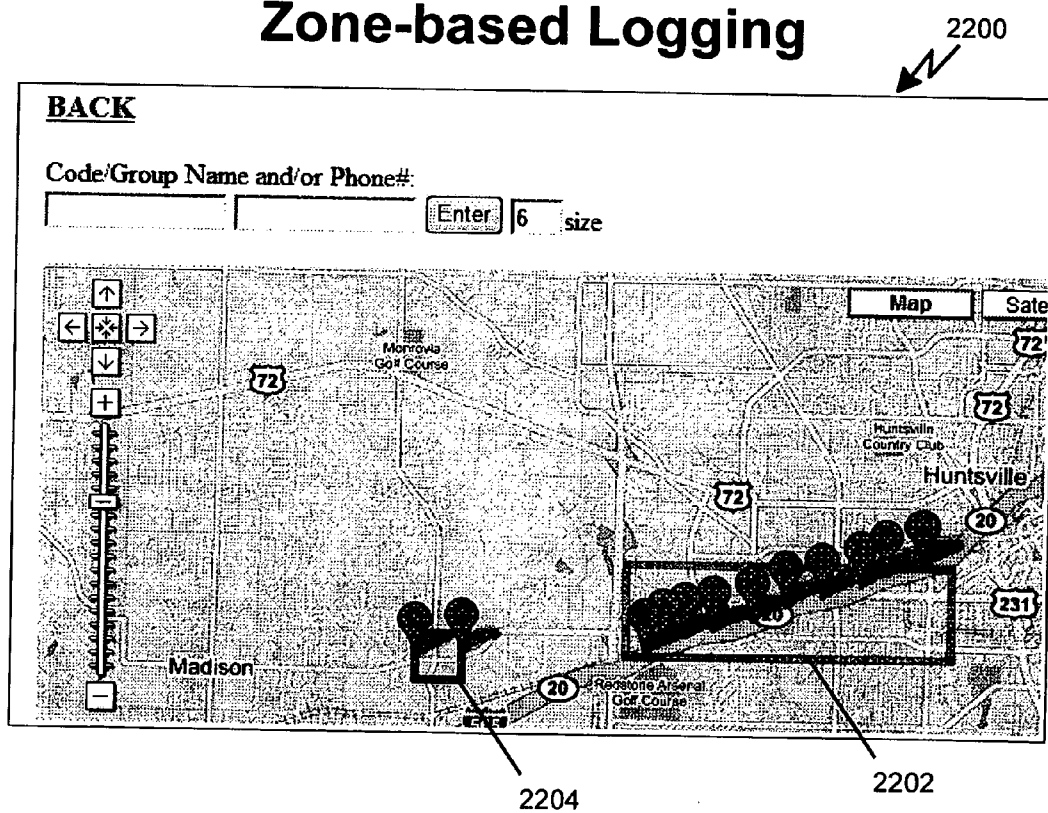 Zone-based Logging
2200
BACK
Code/Group Name and/or Phone#:
Enter 6 size
Map Sate
72
Monrovia
Golf Course
72
72
Huntsville
Country Club
Huntsville
72
20
231
Madison
20
Redstone Arsenal
Golf Course
2202
2204